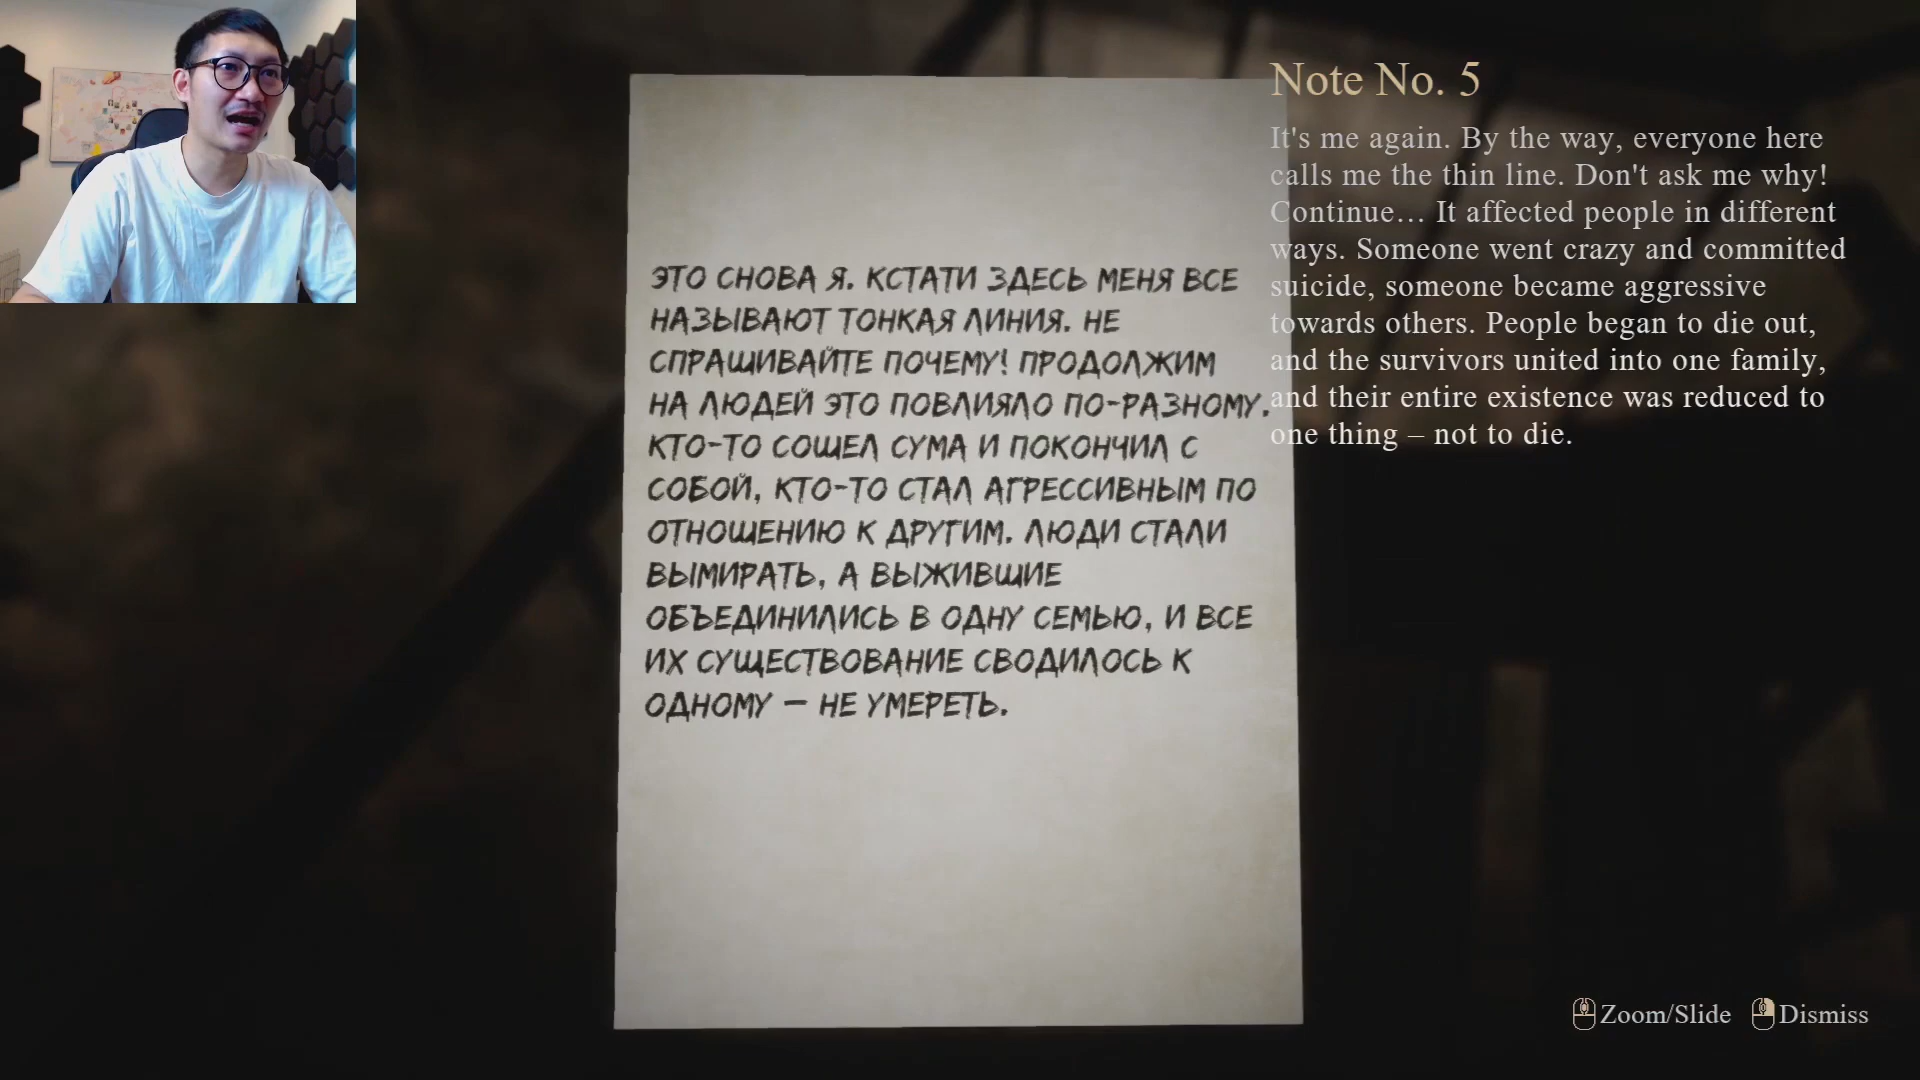 ЭТО СНОВА Я. КСТАТИ ЗДЕСЬ МЕНЯ ВСЕ
НАЗЫВАЮТ ТОНКАЯ ЛИНИЯ. НЕ
СПРАШИВАЙТЕ ПОЧЕМУ! ПРОДОЛЖИМ
НА ЛЮДЕЙ ЭТО ПОВЛИЯЛО ПО-РАЗНОМУ.
КТО-ТО СОШЕЛ СУМА И ПОКОНЧИЛ С
СОБОЙ, КТО-ТО СТАЛ АГРЕССИВНЫМ ПО
ОТНОШЕНИЮ К ДРУГИМ. ЛЮДИ СТАЛИ
ВЫМИРАТЬ, А ВЫЖИВШИЕ
ОБЪЕДИНИЛИСЬ В ОДНУ СЕМЬЮ, И ВСЕ
ИХ СУЩЕСТВОВАНИЕ СВОДИЛОСЬ К
ОДНОМУ – НЕ УМЕРЕТЬ.
Note No. 5
It's me again. By the way, everyone here
calls me the thin line. Don't ask me why!
Continue... It affected people in different
ways. Someone went crazy and committed
suicide, someone became aggressive
towards others. People began to die out,
and the survivors united into one family,
and their entire existence was reduced to
one thing – not to die.
Zoom/Slide Dismiss